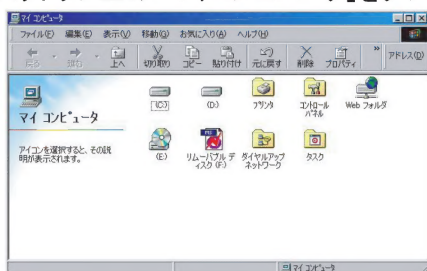 マイ コンピュータ
ファイル(F) 編集(E) 表示(V) 移動(G) お気に入り(A) ヘルプ(H)
戻る 進む 上へ 切り取り コピー 貼り付け 元に戻す 削除 プロパティ » アドレス(D)
マイ コンピュータ
アイコンを選択すると、その説
明が表示されます。
(C:) (D:) プリンタ コントロール
パネル Web フォルダ
(E:) リムーバブル デ
ィスク (F:) ダイヤルアップ
ネットワーク タスク
マイ コンピュータ